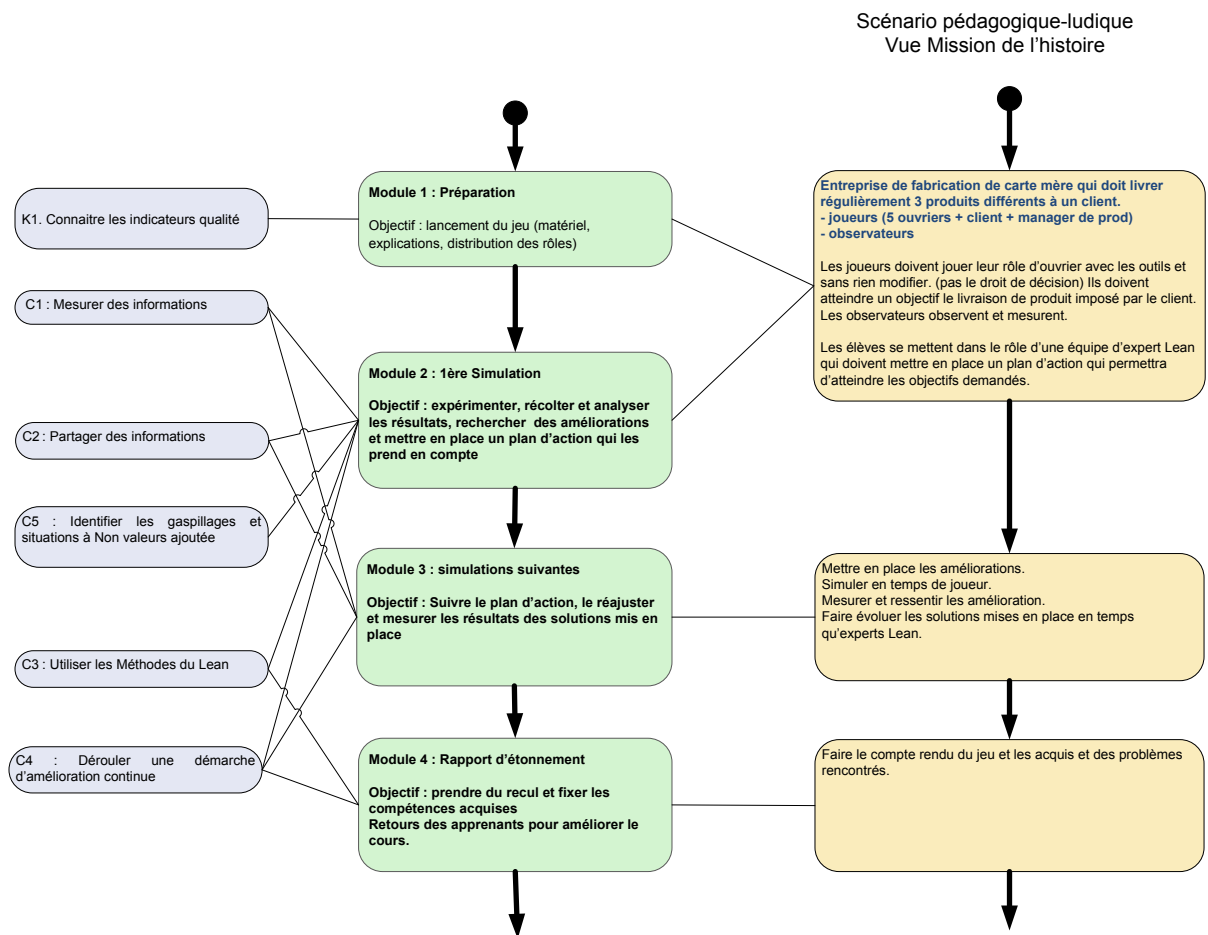 Scénario pédagogique-ludique
Vue Mission de l'histoire
K1. Connaitre les indicateurs qualité
C1 : Mesurer des informations
C2 : Partager des informations
C5 : Identifier les gaspillages et
situations à Non valeurs ajoutée
C3 : Utiliser les Méthodes du Lean
C4 : Dérouler une démarche
d'amélioration continue
Module 1 : Préparation
Objectif : lancement du jeu (matériel,
explications, distribution des rôles)
Module 2 : 1ère Simulation
Objectif : expérimenter, récolter et analyser
les résultats, rechercher des améliorations
et mettre en place un plan d'action qui les
prend en compte
Module 3 : simulations suivantes
Objectif : Suivre le plan d'action, le réajuster
et mesurer les résultats des solutions mis en
place
Module 4 : Rapport d'étonnement
Objectif : prendre du recul et fixer les
compétences acquises
Retours des apprenants pour améliorer le
cours.
Entreprise de fabrication de carte mère qui doit livrer
régulièrement 3 produits différents à un client.
- joueurs (5 ouvriers + client + manager de prod)
- observateurs
Les joueurs doivent jouer leur rôle d'ouvrier avec les outils et
sans rien modifier. (pas le droit de décision) Ils doivent
atteindre un objectif le livraison de produit imposé par le client.
Les observateurs observent et mesurent.
Les élèves se mettent dans le rôle d'une équipe d'expert Lean
qui doivent mettre en place un plan d'action qui permettra
d'atteindre les objectifs demandés.
Mettre en place les améliorations.
Simuler en temps de joueur.
Mesurer et ressentir les amélioration.
Faire évoluer les solutions mises en place en temps
qu'experts Lean.
Faire le compte rendu du jeu et les acquis et des problèmes
rencontrés.